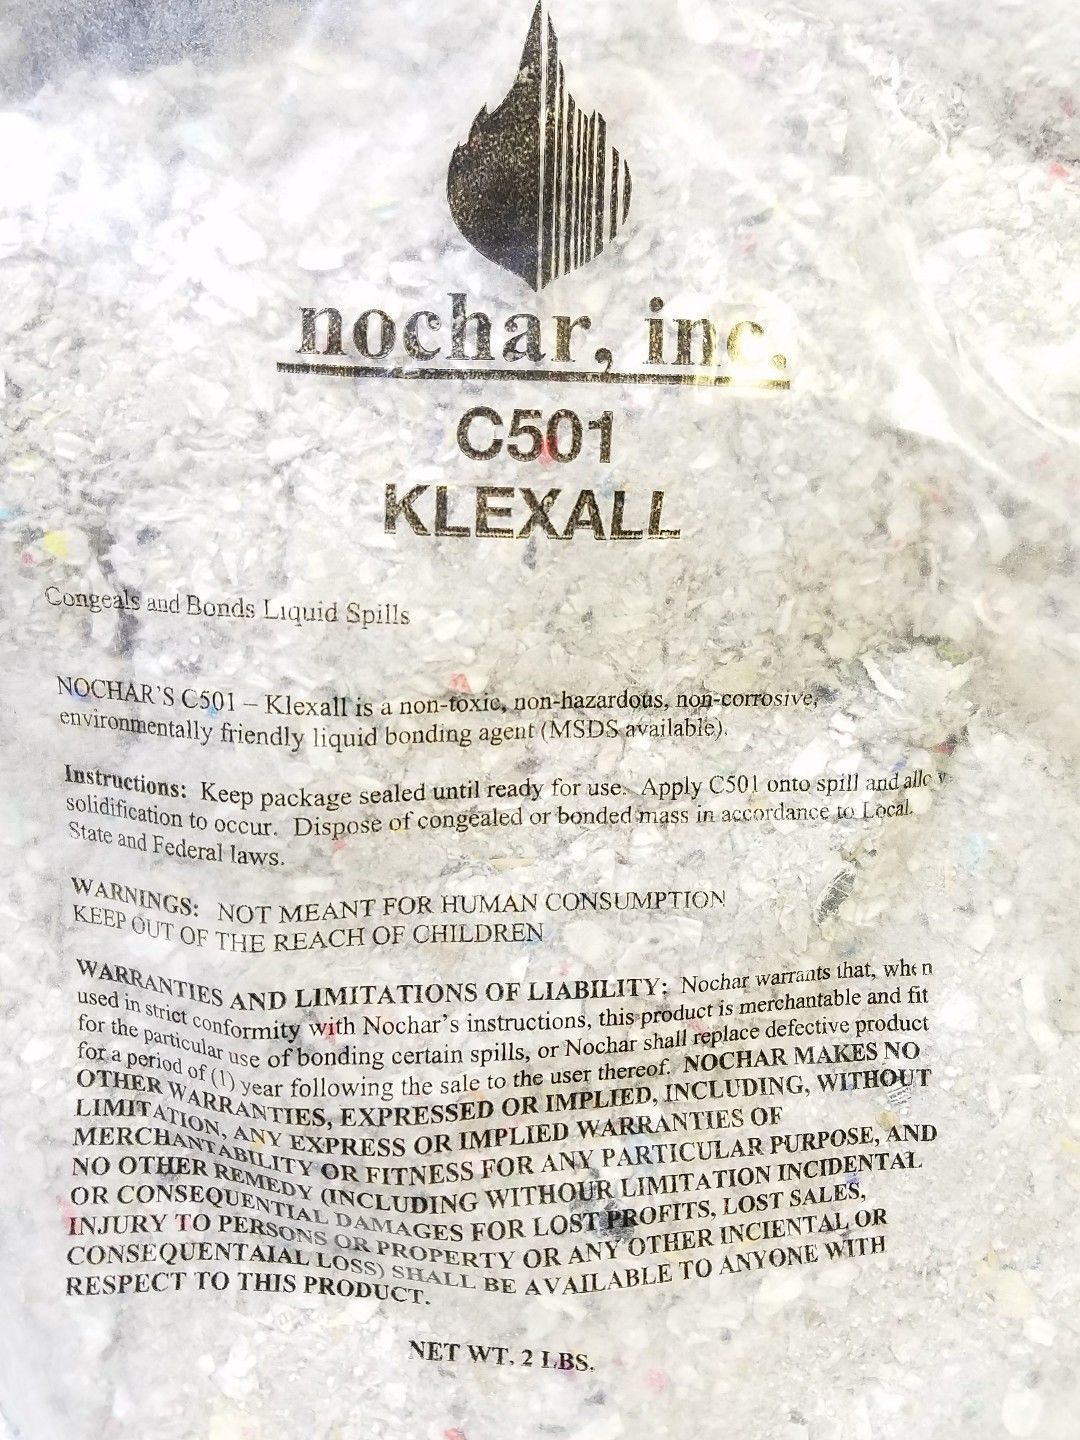 nochar, inc.
C501
KLEXALL
Congeals and Bonds Liquid Spills
NOCHAR'S C501 – Klexall is a non-toxic, non-hazardous, non-corrosive,
environmentally friendly liquid bonding agent (MSDS available).
Instructions: Keep package sealed until ready for use. Apply C501 onto spill and allow
solidification to occur. Dispose of congealed or bonded mass in accordance to Local.
State and Federal laws.
WARNINGS: NOT MEANT FOR HUMAN CONSUMPTION
KEEP OUT OF THE REACH OF CHILDREN
WARRANTIES AND LIMITATIONS OF LIABILITY: Nochar warrants that, when
used in strict conformity with Nochar's instructions, this product is merchantable and fit
for the particular use of bonding certain spills, or Nochar shall replace defective product
for a period of (1) year following the sale to the user thereof. NOCHAR MAKES NO
OTHER WARRANTIES, EXPRESSED OR IMPLIED, INCLUDING, WITHOUT
LIMITATION, ANY EXPRESS OR IMPLIED WARRANTIES OF
MERCHANTABILITY OR FITNESS FOR ANY PARTICULAR PURPOSE, AND
NO OTHER REMEDY (INCLUDING WITHOUR LIMITATION INCIDENTAL
OR CONSEQUENTIAL DAMAGES FOR LOST PROFITS, LOST SALES,
INJURY TO PERSONS OR PROPERTY OR ANY OTHER INCIENTAL OR
CONSEQUENTAIAL LOSS) SHALL BE AVAILABLE TO ANYONE WITH
RESPECT TO THIS PRODUCT.
NET WT. 2 LBS.